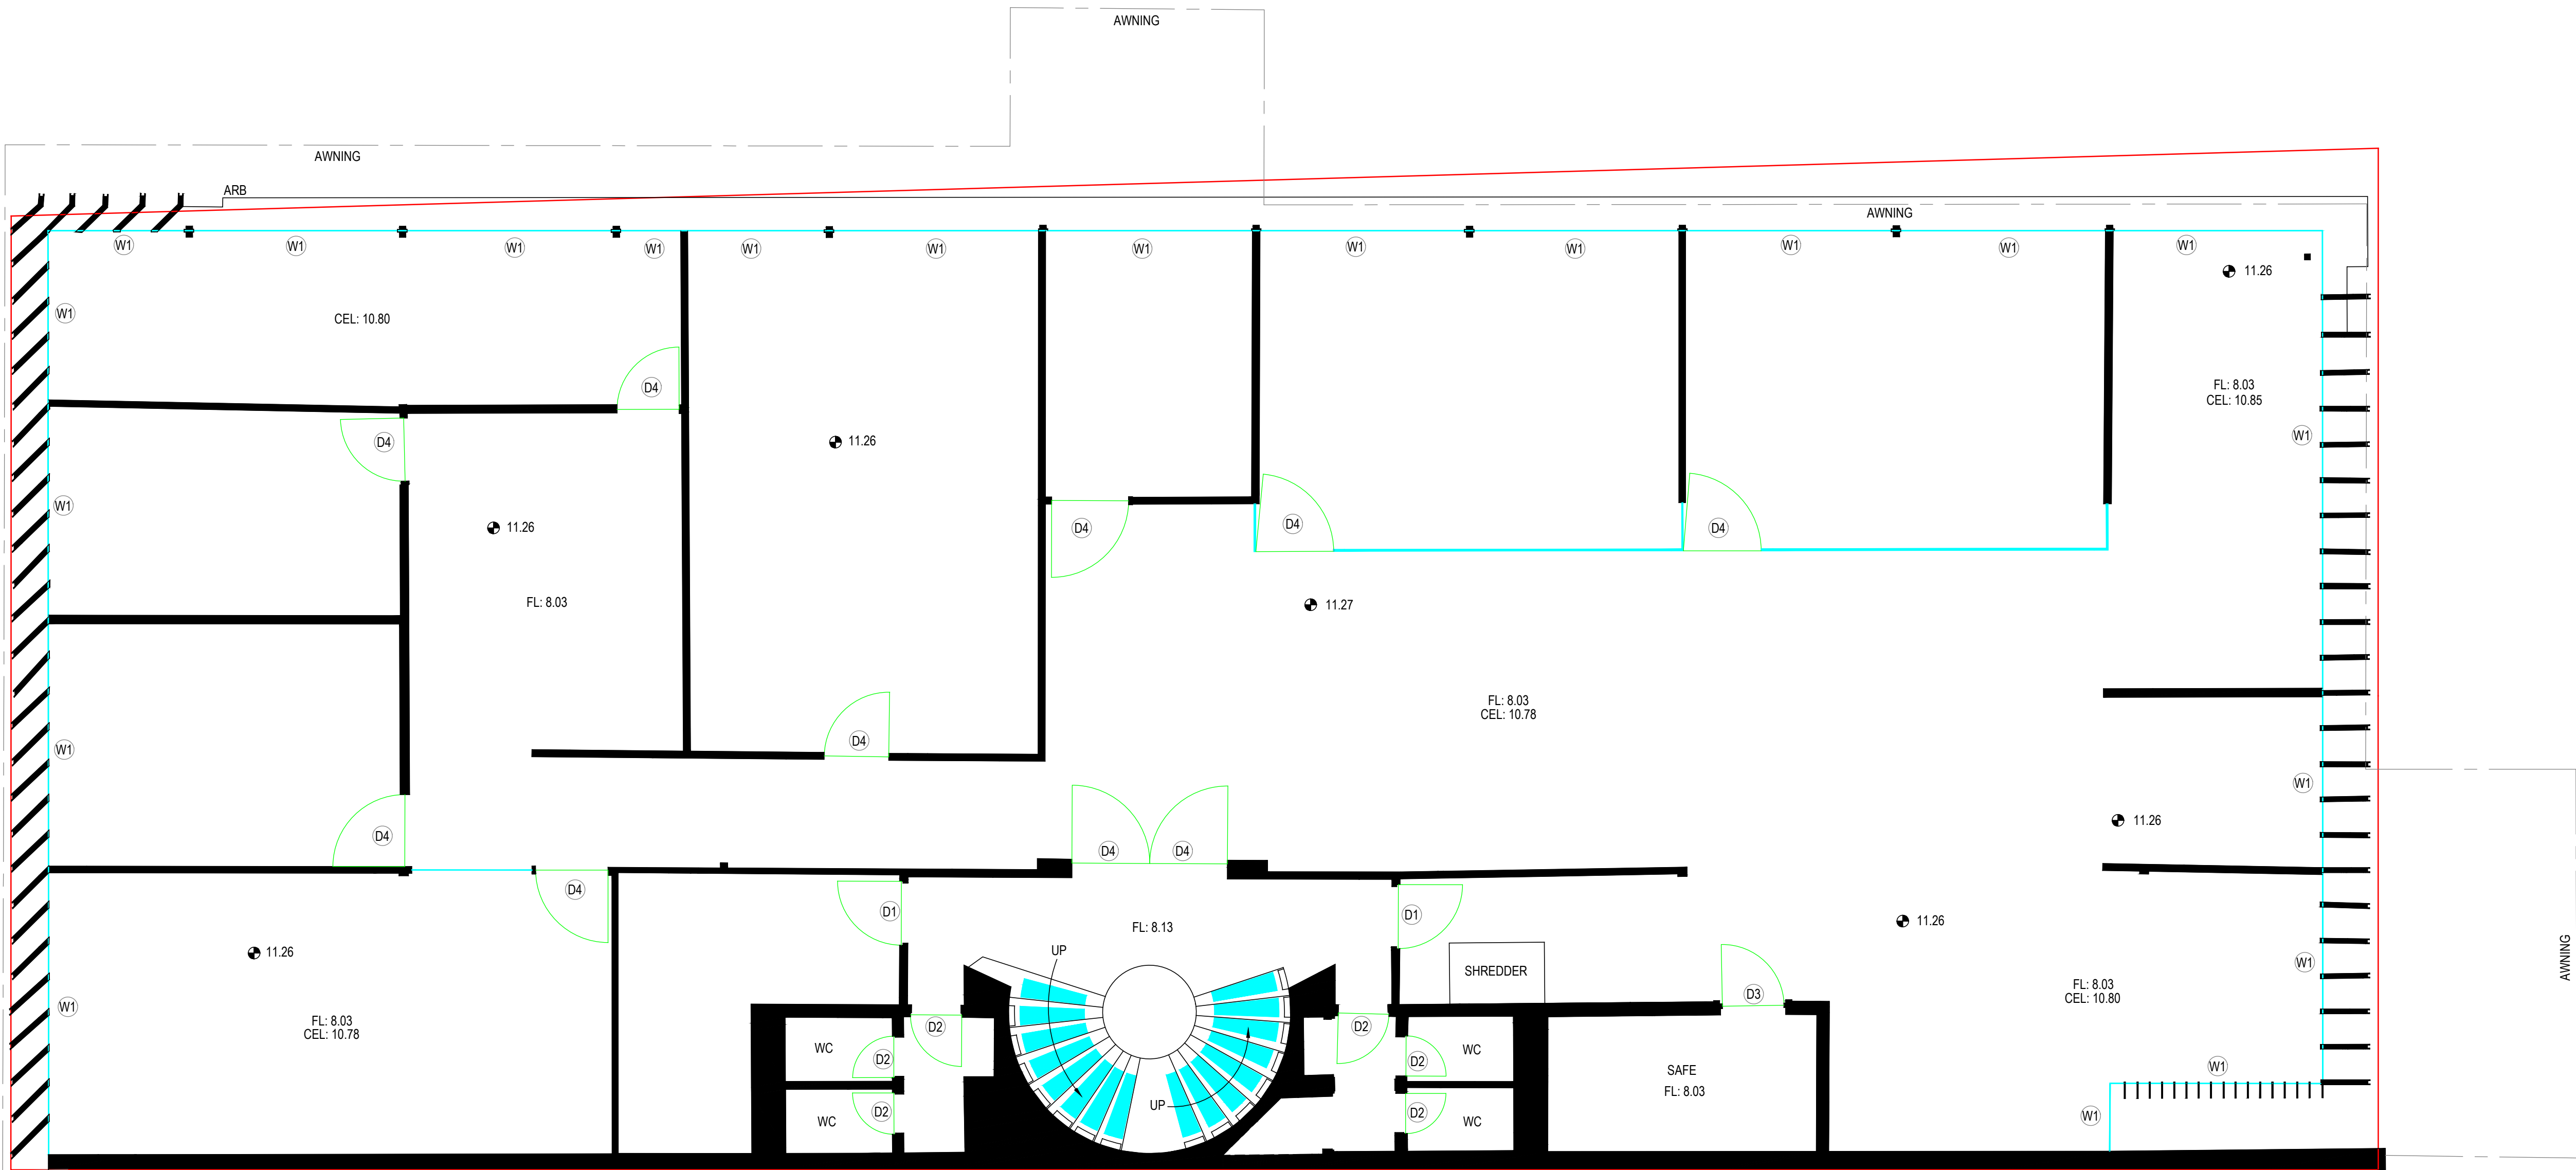 AWNING
AWNING
ARB
AWNING
W1
W1
W1
W1
W1
W1
W1
W1
W1
W1
W1
W1
11.26
W1
CEL: 10.80
D4
FL: 8.03
CEL: 10.85
W1
D4
11.26
W1
11.26
D4
D4
D4
FL: 8.03
11.27
FL: 8.03
CEL: 10.78
W1
D4
W1
11.26
D4
D4
D4
D4
D1
D1
FL: 8.13
11.26
11.26
UP
AWNING
W1
SHREDDER
FL: 8.03
CEL: 10.80
D3
W1
FL: 8.03
CEL: 10.78
D2
D2
WC
D2
D2
WC
W1
SAFE
FL: 8.03
UP
D2
WC
D2
WC
W1